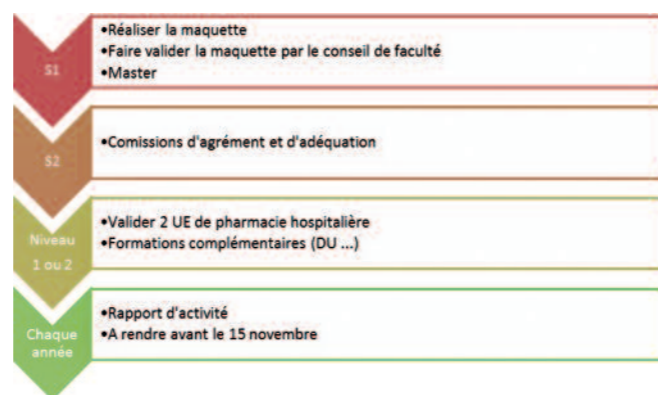 S1
•Réaliser la maquette
•Faire valider la maquette par le conseil de faculté
•Master
S2
•Comissions d'agrément et d'adéquation
Niveau
1 ou 2
•Valider 2 UE de pharmacie hospitalière
•Formations complémentaires (DU ...)
Chaque
année
•Rapport d'activité
•A rendre avant le 15 novembre